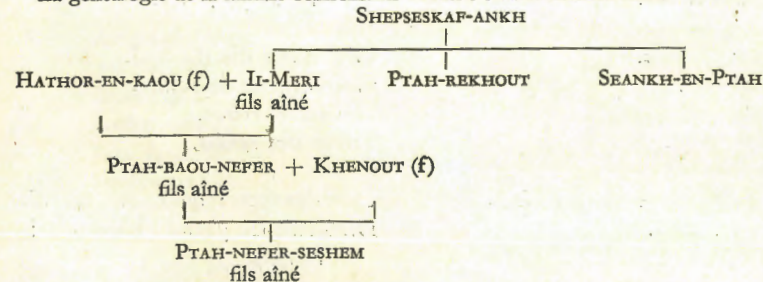 SHEPSESKAF-ANKH
HATHOR-EN-KAOU (f) + II-MERI PTAH-REKHOUT SEANKH-EN-PTAH
fils aîné
PTAH-BAOU-NEFER + KHENOUT (f)
fils aîné
PTAH-NEFER-SESHEM
fils aîné